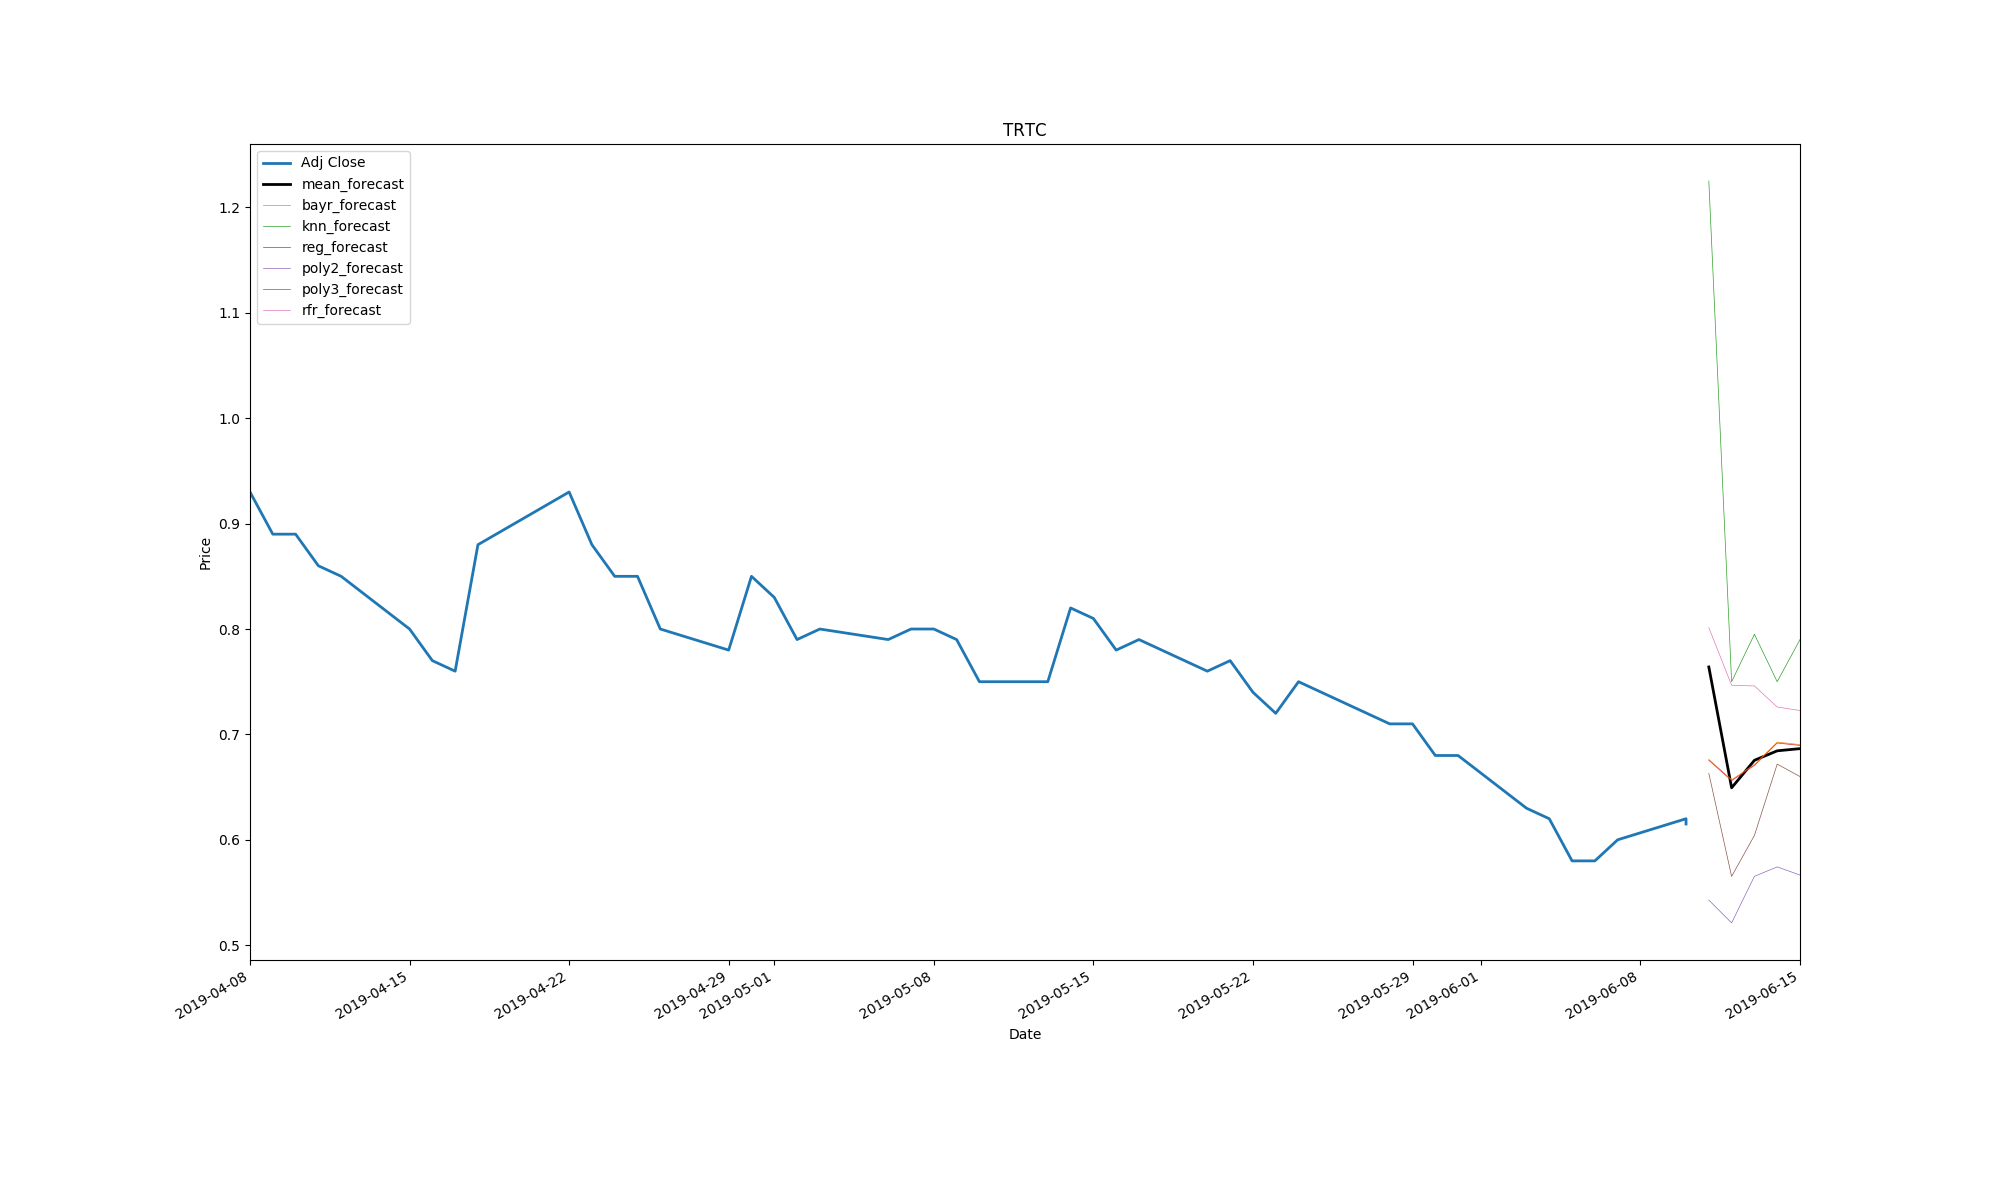 TRTC
Adj Close
mean_forecast
bayr_forecast
knn_forecast
reg_forecast
poly2_forecast
poly3_forecast
rfr_forecast
1.2
1.1
1.0
0.9
0.8
0.7
0.6
0.5
Price
2019-04-08
2019-04-15
2019-04-22
2019-04-29
2019-05-01
2019-05-08
2019-05-15
2019-05-22
2019-05-29
2019-06-01
2019-06-08
2019-06-15
Date